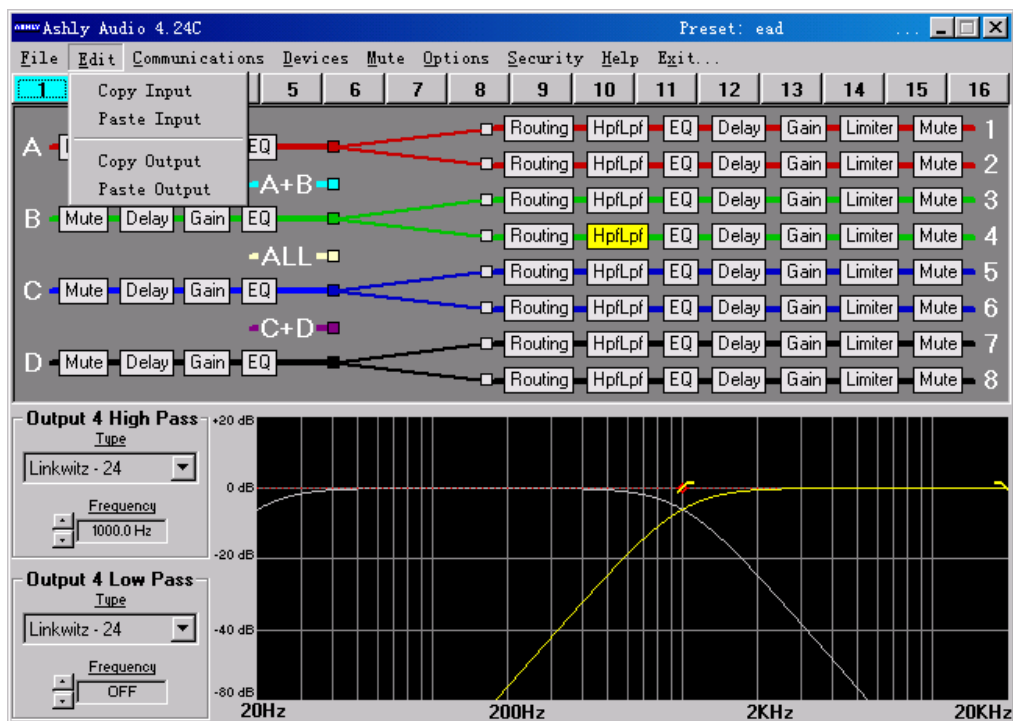 ASHLY Ashly Audio 4.24C Preset: ead ...
File Edit Communications Devices Mute Options Security Help Exit...
1 5 6 7 8 9 10 11 12 13 14 15 16
Copy Input
Paste Input
Copy Output
Paste Output
Routing HpfLpf EQ Delay Gain Limiter Mute 1
A EQ
Routing HpfLpf EQ Delay Gain Limiter Mute 2
A+B
Routing HpfLpf EQ Delay Gain Limiter Mute 3
B Mute Delay Gain EQ
Routing HpfLpf EQ Delay Gain Limiter Mute 4
ALL
Routing HpfLpf EQ Delay Gain Limiter Mute 5
C Mute Delay Gain EQ
Routing HpfLpf EQ Delay Gain Limiter Mute 6
C+D
Routing HpfLpf EQ Delay Gain Limiter Mute 7
D Mute Delay Gain EQ
Routing HpfLpf EQ Delay Gain Limiter Mute 8
Output 4 High Pass
Type
Linkwitz - 24
Frequency
1000.0 Hz
Output 4 Low Pass
Type
Linkwitz - 24
Frequency
OFF
+20 dB
0 dB
-20 dB
-40 dB
-60 dB
20Hz 200Hz 2KHz 20KHz